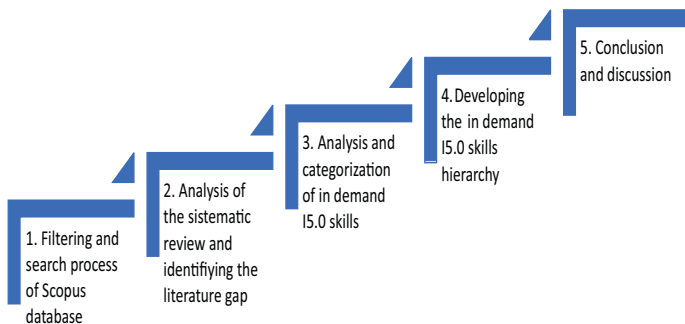 1. Filtering and
search process
of Scopus
database
2. Analysis of
the sistematic
review and
identifiying the
literature gap
3. Analysis and
categorization
of in demand
I5.0 skills
4. Developing
the in demand
I5.0 skills
hierarchy
5. Conclusion
and discussion